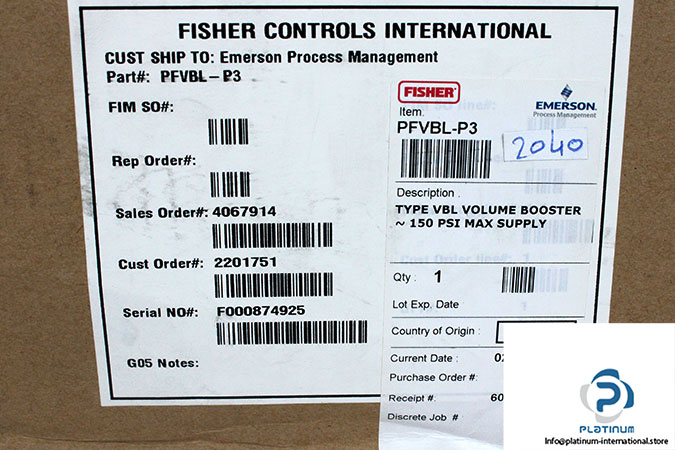 FISHER CONTROLS INTERNATIONAL
CUST SHIP TO: Emerson Process Management
Part#: PFVBL-P3
FIM SO#:
Rep Order#:
Sales Order#: 4067914
Cust Order#: 2201751
Serial NO#: F000874925
G05 Notes:
FISHER
EMERSON
Process Management
Item.
PFVBL-P3
2040
Description .
TYPE VBL VOLUME BOOSTER
~ 150 PSI MAX SUPPLY
Qty : 1
Lot Exp. Date
Country of Origin :
Current Date : 02
Purchase Order #:
Receipt #: 60
Discrete Job #
PLATINUM
Info@platinum-international.store